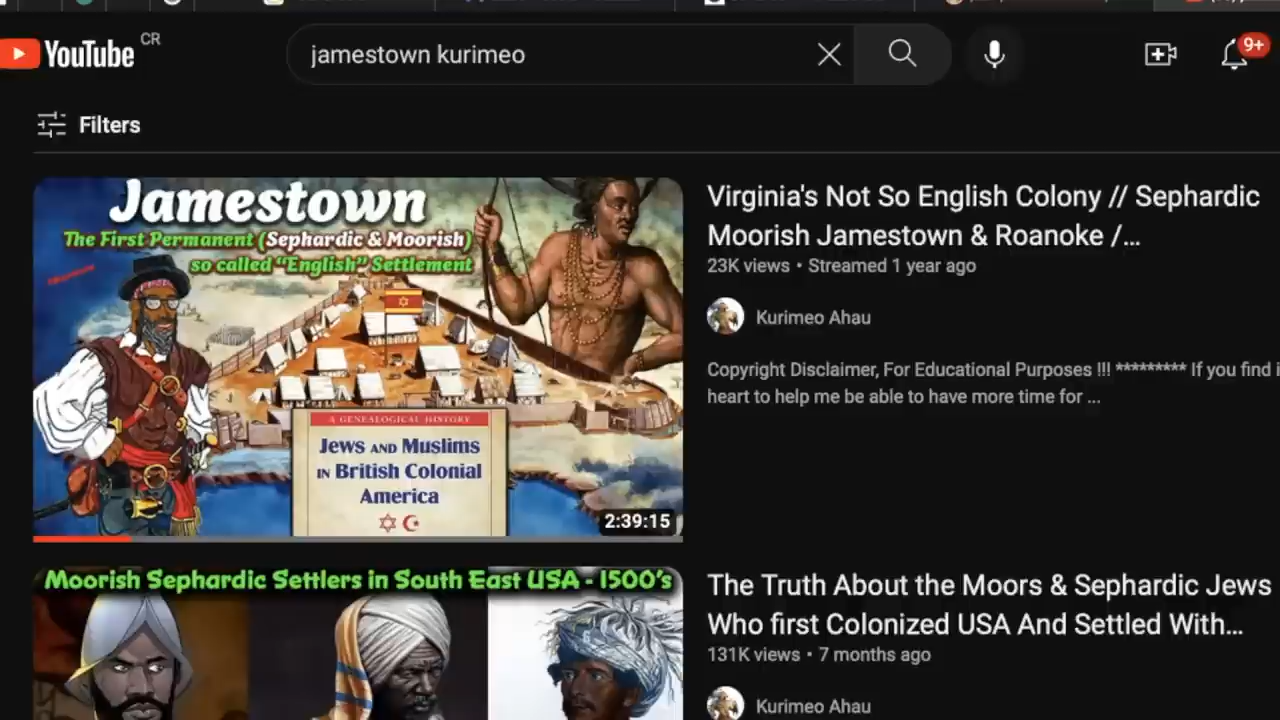 YouTube CR
jamestown kurimeo
9+
Filters
Jamestown
The First Permanent (Sephardic & Moorish)
so called "English" Settlement
A GENEALOGICAL HISTORY
Jews and Muslims
in British Colonial
America
2:39:15
Virginia's Not So English Colony // Sephardic
Moorish Jamestown & Roanoke /...
23K views • Streamed 1 year ago
Kurimeo Ahau
Copyright Disclaimer, For Educational Purposes !!! ********* If you find i
heart to help me be able to have more time for ...
Moorish Sephardic Settlers in South East USA - 1500's
The Truth About the Moors & Sephardic Jews
Who first Colonized USA And Settled With...
131K views • 7 months ago
Kurimeo Ahau